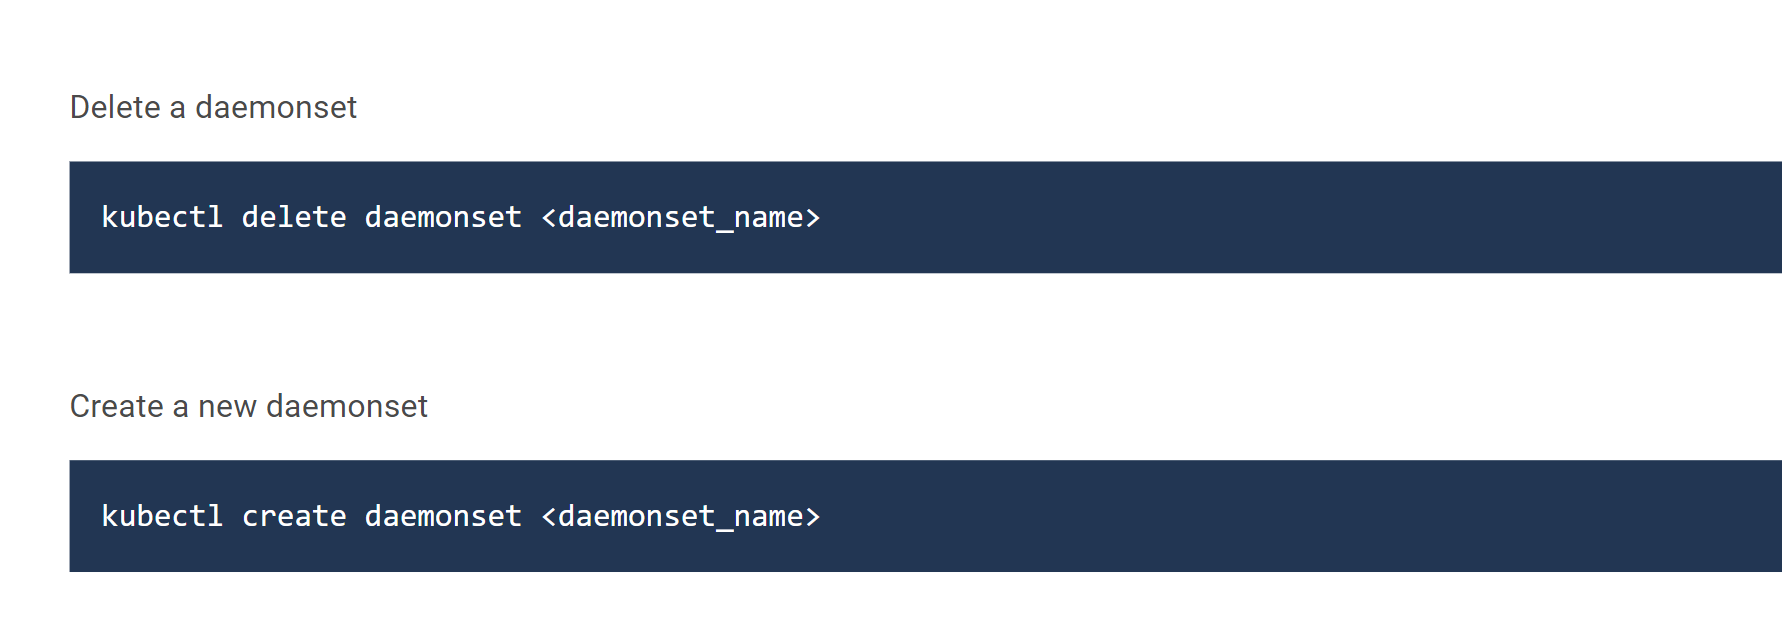 Delete a daemonset
kubectl delete daemonset <daemonset_name>
Create a new daemonset
kubectl create daemonset <daemonset_name>